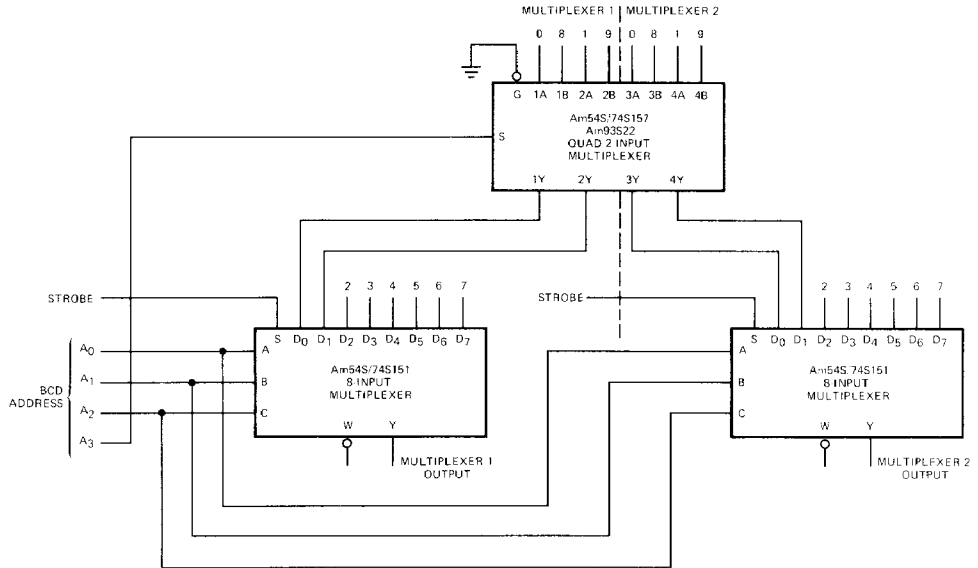 MULTIPLEXER 1 MULTIPLEXER 2
0 8 1 9 0 8 1 9
G 1A 1B 2A 2B 3A 3B 4A 4B
S
Am54S/74S157
Am93S22
QUAD 2 INPUT
MULTIPLEXER
1Y 2Y 3Y 4Y
2 3 4 5 6 7
STROBE
S D0 D1 D2 D3 D4 D5 D6 D7
A
B
C
Am54S/74S151
8 INPUT
MULTIPLEXER
W Y
MULTIPLEXER 1
OUTPUT
BCD
ADDRESS
A0
A1
A2
A3
2 3 4 5 6 7
STROBE
S D0 D1 D2 D3 D4 D5 D6 D7
A
B
C
Am54S/74S151
8 INPUT
MULTIPLEXER
W Y
MULTIPLEXER 2
OUTPUT